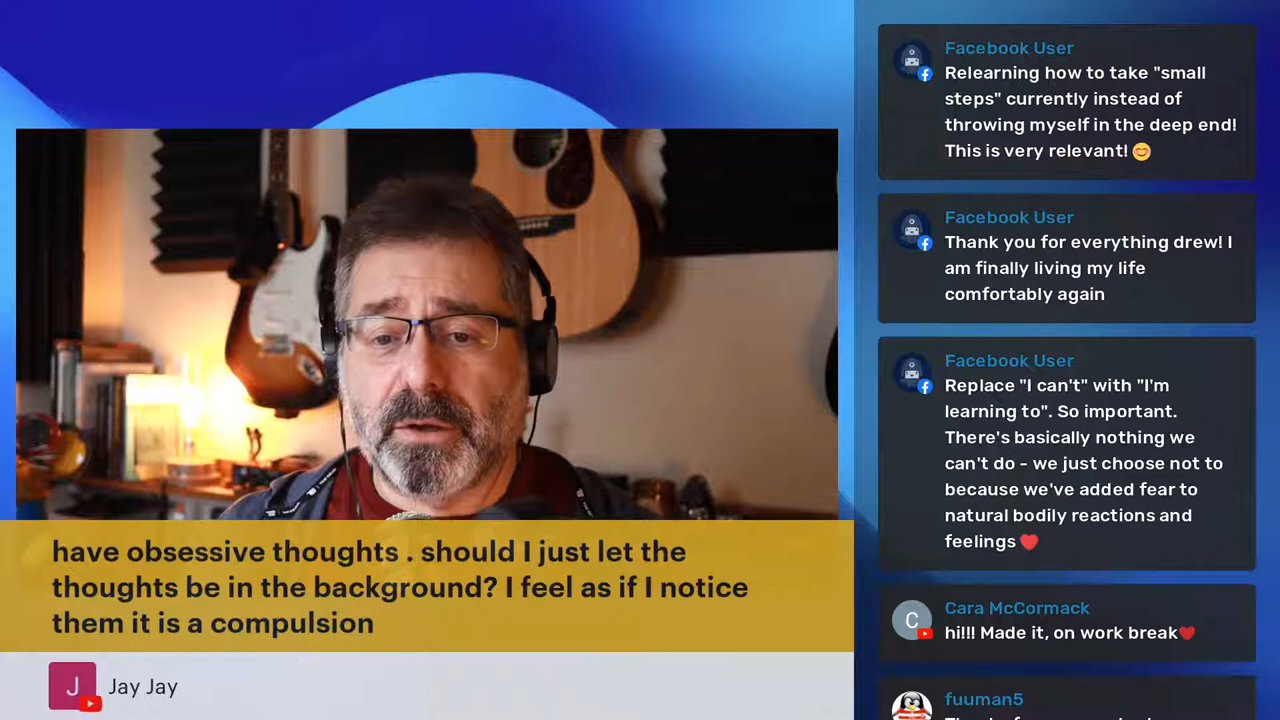 have obsessive thoughts . should I just let the
thoughts be in the background? I feel as if I notice
them it is a compulsion
J
Jay Jay
Facebook User
Relearning how to take "small
steps" currently instead of
throwing myself in the deep end!
This is very relevant! 😊
Facebook User
Thank you for everything drew! I
am finally living my life
comfortably again
Facebook User
Replace "I can't" with "I'm
learning to". So important.
There's basically nothing we
can't do - we just choose not to
because we've added fear to
natural bodily reactions and
feelings ❤️
C
Cara McCormack
hi!!! Made it, on work break❤️
fuuman5